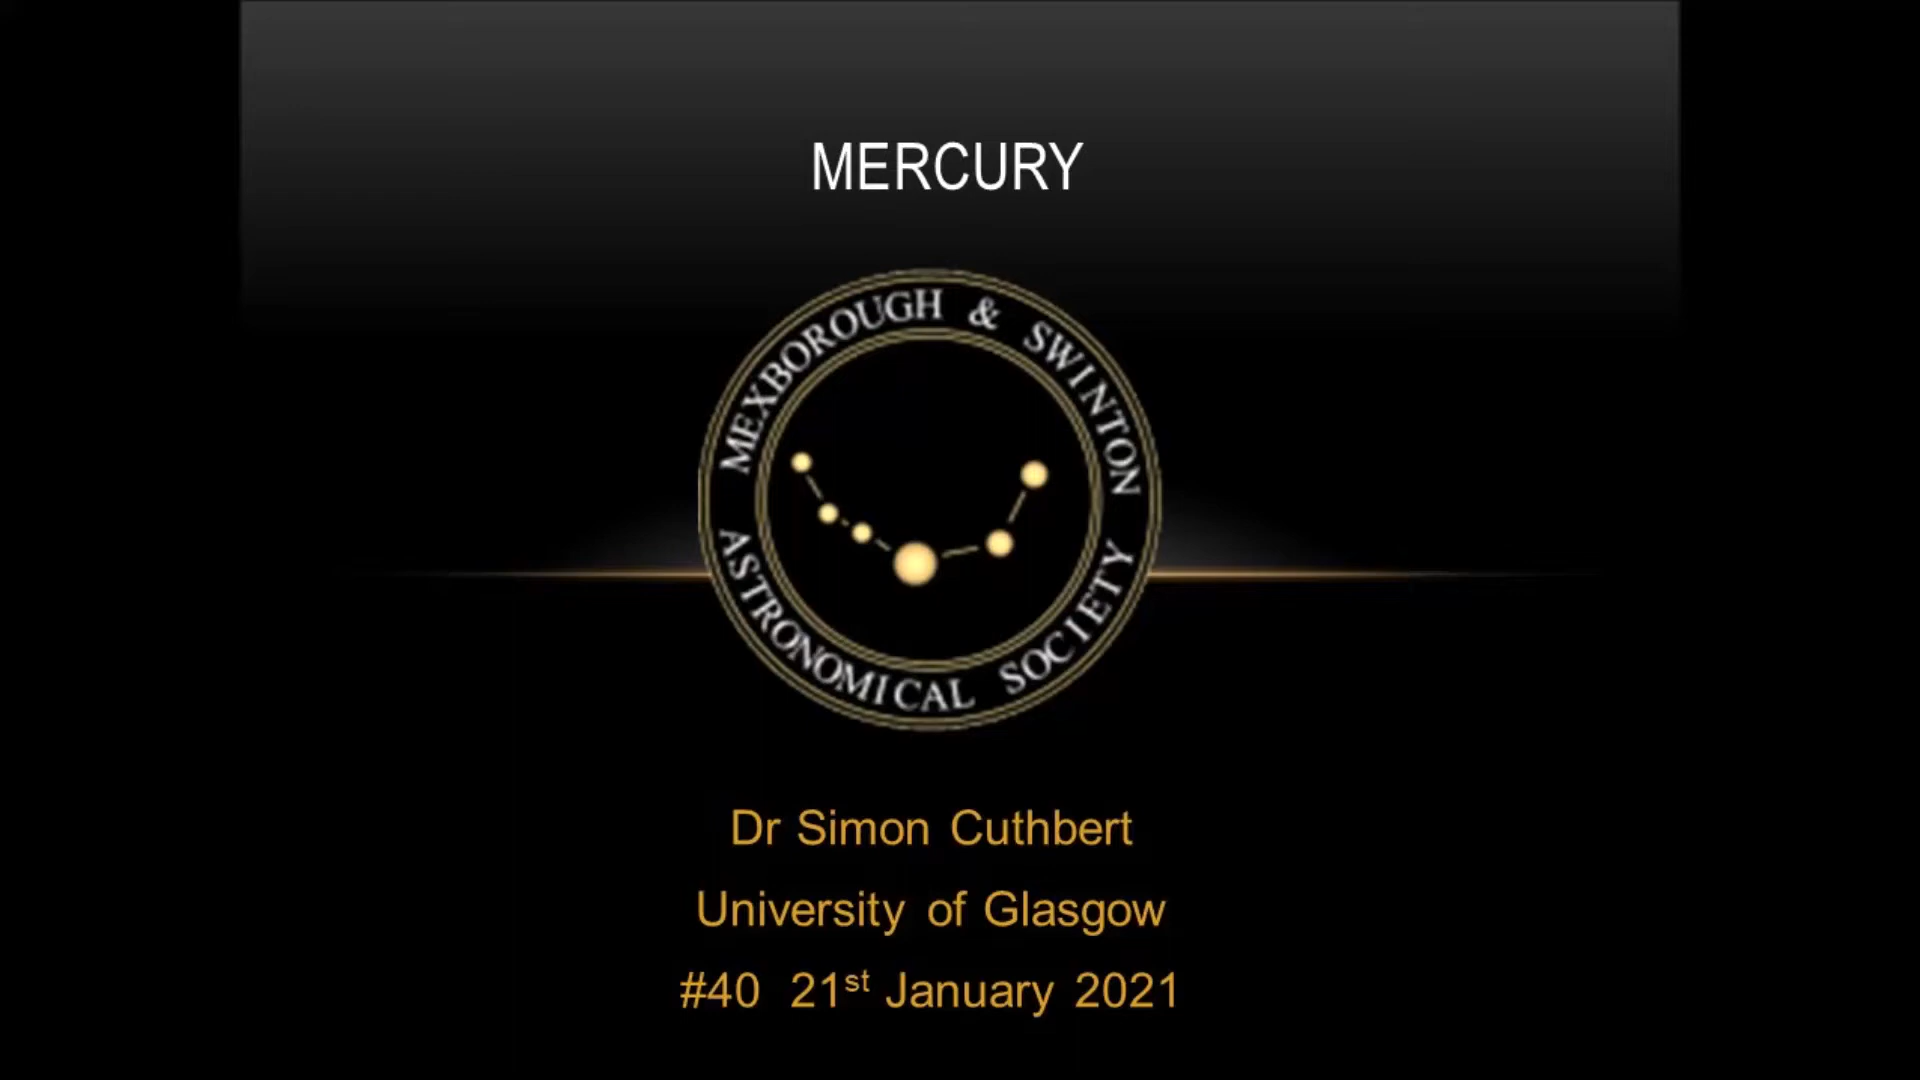 MERCURY
MEXBOROUGH & SWINTON
ASTRONOMICAL SOCIETY
Dr Simon Cuthbert
University of Glasgow
#40 21st January 2021